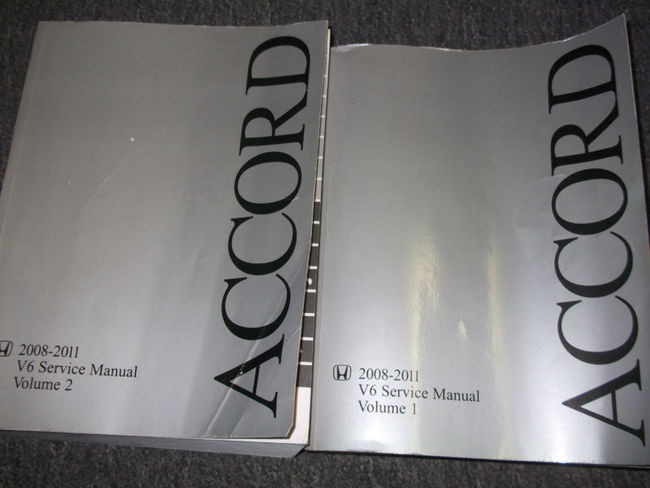 ACCORD
2008-2011
V6 Service Manual
Volume 2
ACCORD
2008-2011
V6 Service Manual
Volume 1